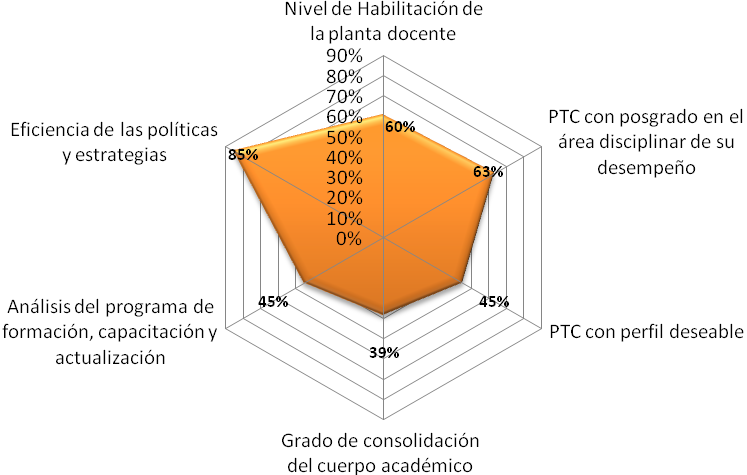 Nivel de Habilitación de
la planta docente
90%
80%
70%
60%
50%
40%
30%
20%
10%
0%
60%
PTC con posgrado en el
área disciplinar de su
desempeño
63%
PTC con perfil deseable
45%
Grado de consolidación
del cuerpo académico
39%
Análisis del programa de
formación, capacitación y
actualización
45%
Eficiencia de las políticas
y estrategias
85%